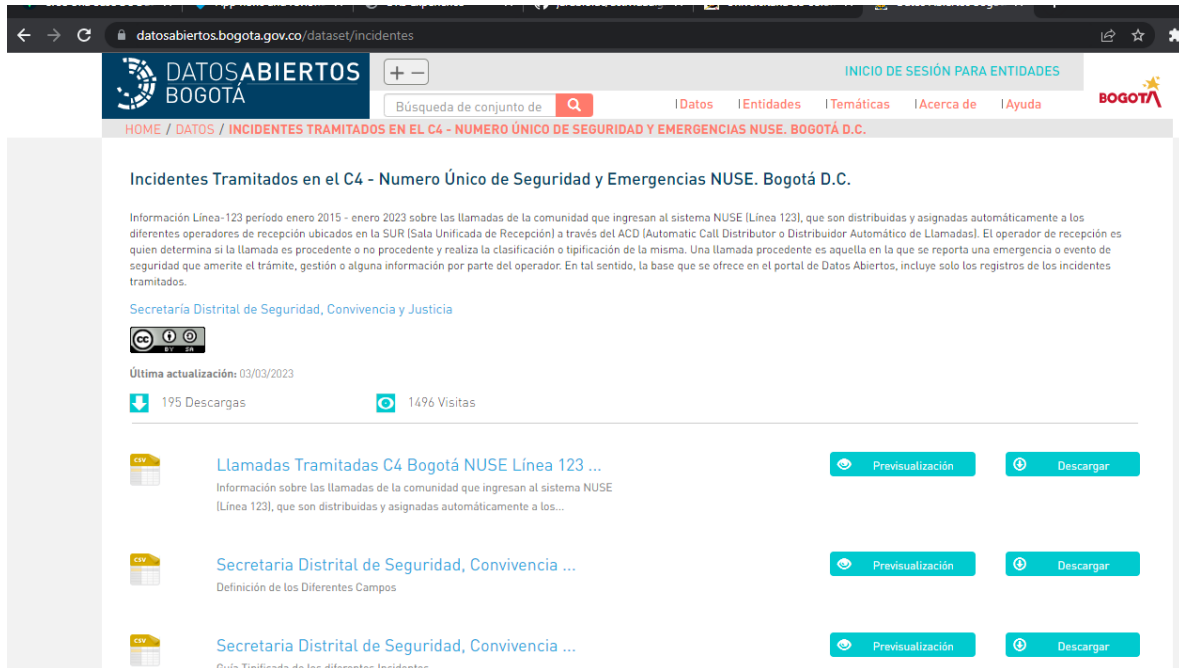 datosabiertos.bogota.gov.co/dataset/incidentes
DATOSABIERTOS
BOGOTÁ
+ −
INICIO DE SESIÓN PARA ENTIDADES
Búsqueda de conjunto de
| Datos | Entidades | Temáticas | Acerca de | Ayuda
BOGOTÁ
HOME / DATOS / INCIDENTES TRAMITADOS EN EL C4 - NUMERO ÚNICO DE SEGURIDAD Y EMERGENCIAS NUSE. BOGOTÁ D.C.
Incidentes Tramitados en el C4 - Numero Único de Seguridad y Emergencias NUSE. Bogotá D.C.
Información Línea-123 período enero 2015 - enero 2023 sobre las llamadas de la comunidad que ingresan al sistema NUSE (Línea 123), que son distribuidas y asignadas automáticamente a los
diferentes operadores de recepción ubicados en la SUR (Sala Unificada de Recepción) a través del ACD (Automatic Call Distributor o Distribuidor Automático de Llamadas). El operador de recepción es
quien determina si la llamada es procedente o no procedente y realiza la clasificación o tipificación de la misma. Una llamada procedente es aquella en la que se reporta una emergencia o evento de
seguridad que amerite el trámite, gestión o alguna información por parte del operador. En tal sentido, la base que se ofrece en el portal de Datos Abiertos, incluye solo los registros de los incidentes
tramitados.
Secretaría Distrital de Seguridad, Convivencia y Justicia
cc BY SA
Última actualización: 03/03/2023
195 Descargas 1496 Visitas
CSV Llamadas Tramitadas C4 Bogotá NUSE Línea 123 ... Previsualización Descargar
Información sobre las llamadas de la comunidad que ingresan al sistema NUSE
(Línea 123), que son distribuidas y asignadas automáticamente a los...
CSV Secretaria Distrital de Seguridad, Convivencia ... Previsualización Descargar
Definición de los Diferentes Campos
CSV Secretaria Distrital de Seguridad, Convivencia ... Previsualización Descargar
Guía Tipificada de los diferentes Incidentes